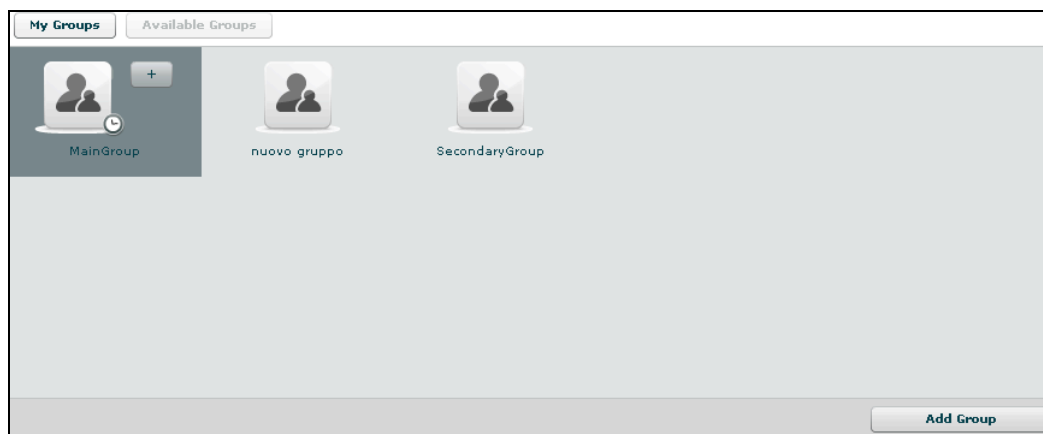 My Groups
Available Groups
+
MainGroup
nuovo gruppo
SecondaryGroup
Add Group